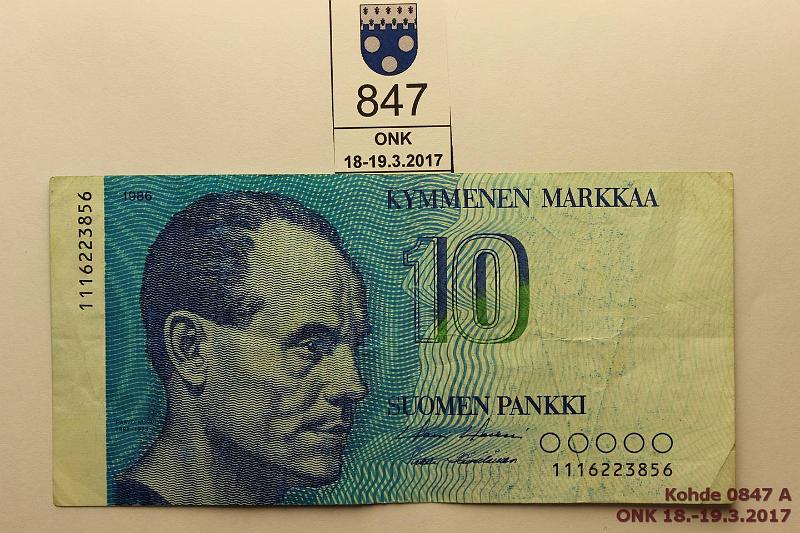 847
ONK
18-19.3.2017
1116223856
1986
KYMMENEN MARKKAA
10
SUOMEN PANKKI
1116223856
Kohde 0847 A
ONK 18.-19.3.2017